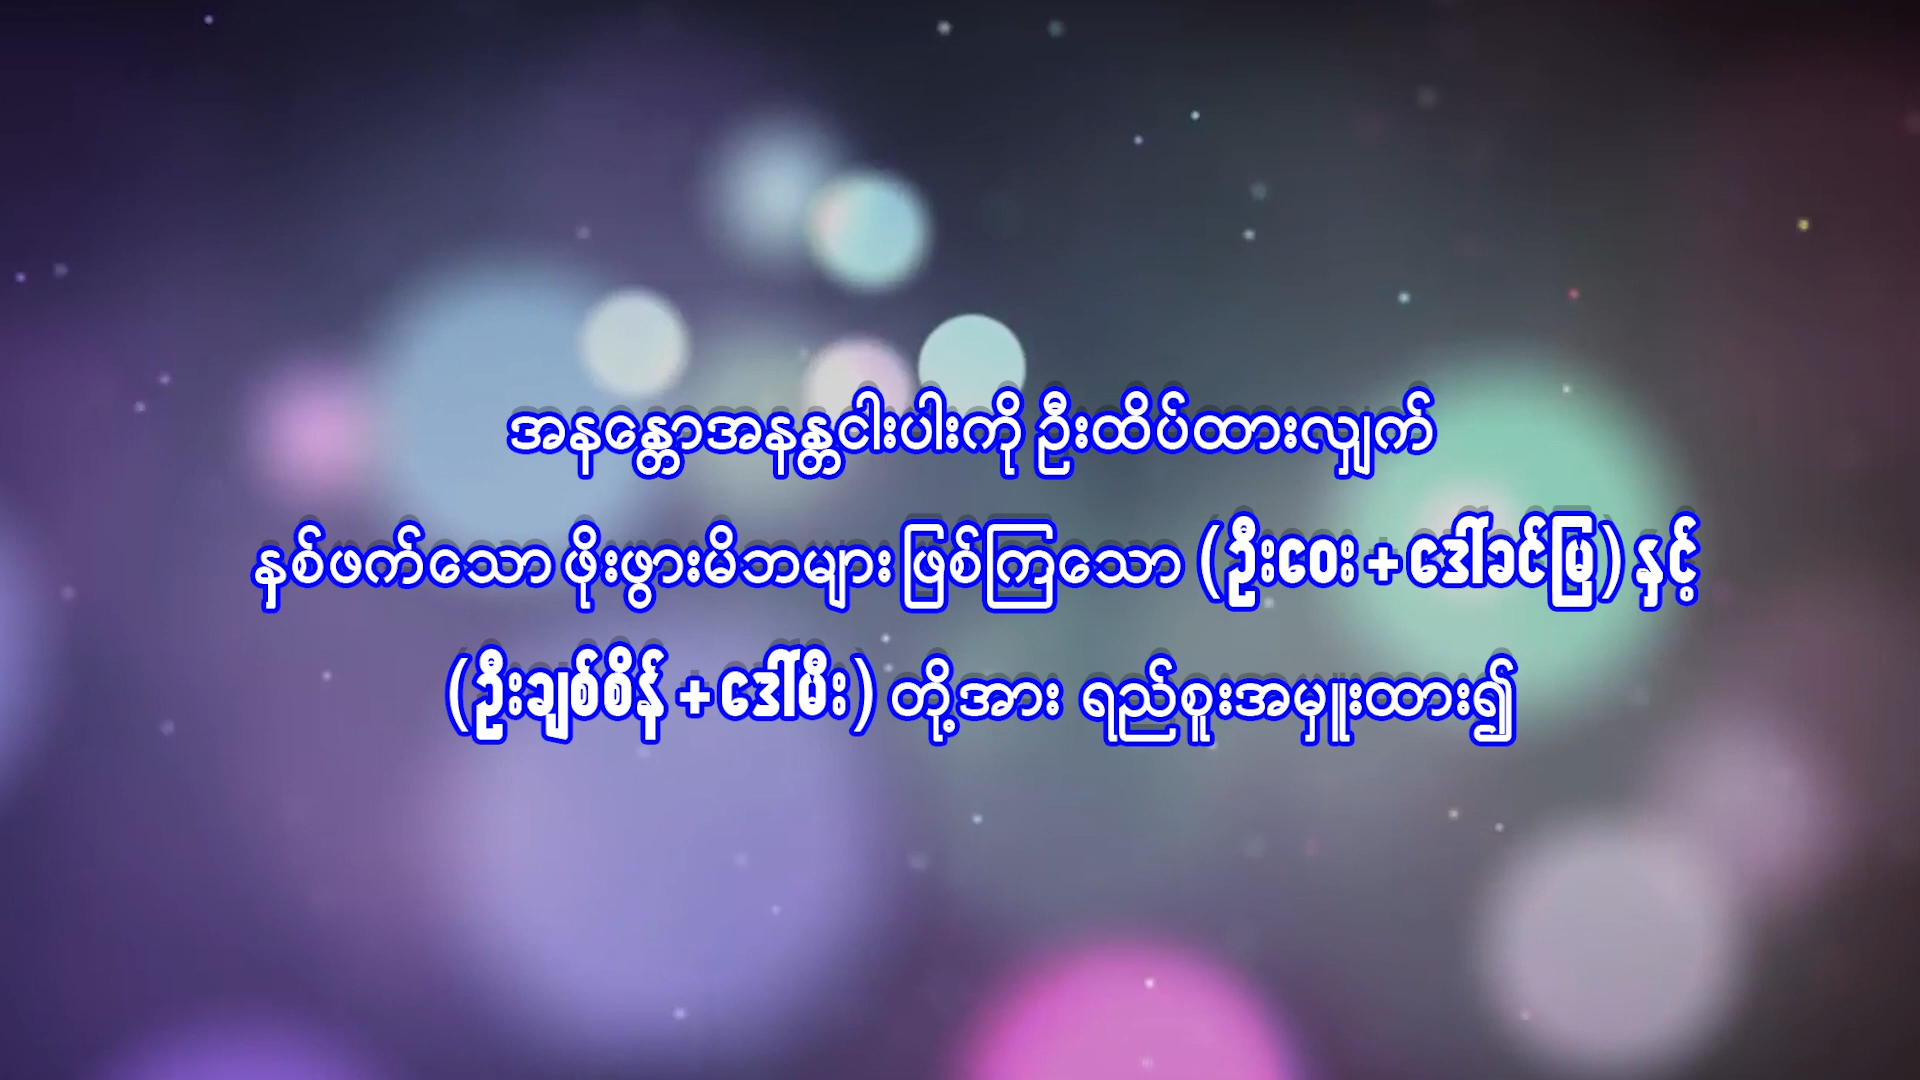 အနန္တောအနန္တငါးပါးကို ဦးထိပ်ထားလျှက်
နှစ်ဖက်သော ဖိုးဖွားမိဘများ ဖြစ်ကြသော (ဦးဝေး + ဒေါ်ခင်မြ) နှင့်
(ဦးချစ်စိန် + ဒေါ်မီး) တို့အား ရည်စူးအမှူးထား၍